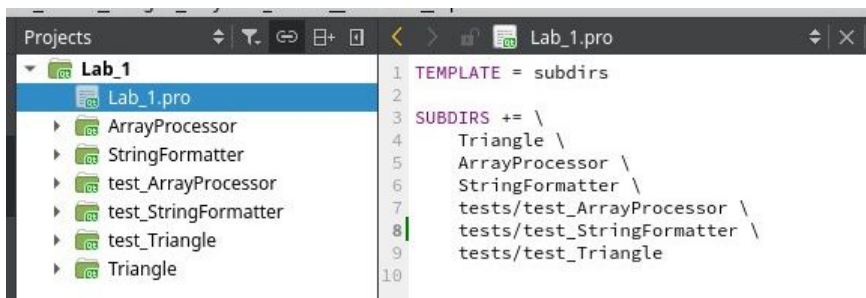 Projects
Lab_1.pro
Lab_1
Lab_1.pro
ArrayProcessor
StringFormatter
test_ArrayProcessor
test_StringFormatter
test_Triangle
Triangle
1 TEMPLATE = subdirs
2
3 SUBDIRS += \
4 Triangle \
5 ArrayProcessor \
6 StringFormatter \
7 tests/test_ArrayProcessor \
8 tests/test_StringFormatter \
9 tests/test_Triangle
10